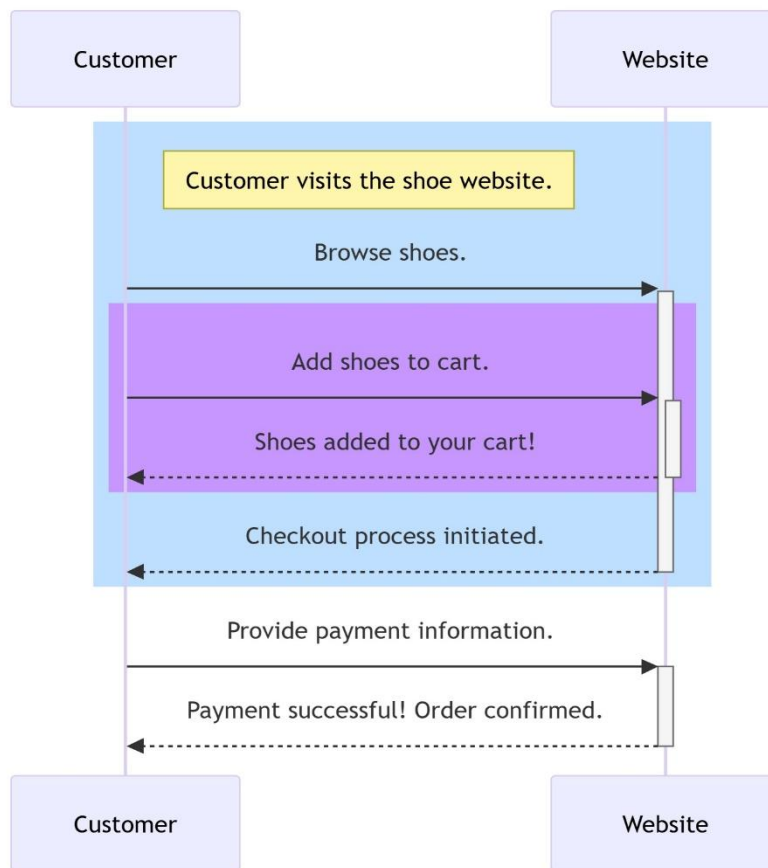 Customer
Website
Customer visits the shoe website.
Browse shoes.
Add shoes to cart.
Shoes added to your cart!
Checkout process initiated.
Provide payment information.
Payment successful! Order confirmed.
Customer
Website